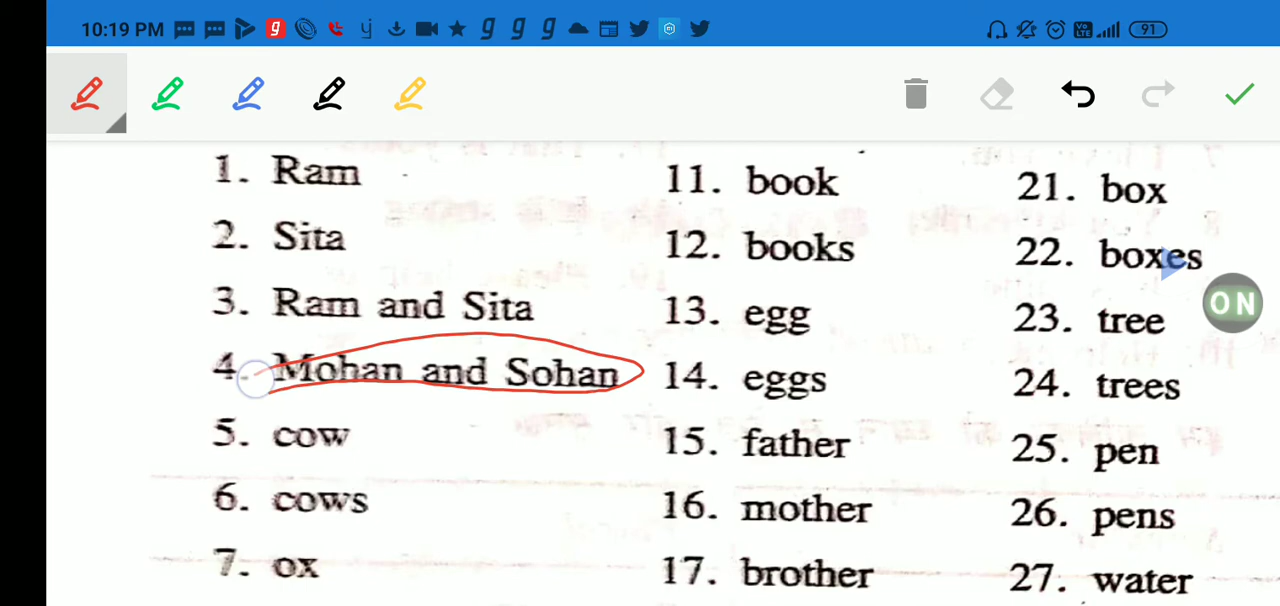 10:19 PM 91
1. Ram
2. Sita
3. Ram and Sita
4. Mohan and Sohan
5. cow
6. cows
7. ox
11. book
12. books
13. egg
14. eggs
15. father
16. mother
17. brother
21. box
22. boxes
23. tree
24. trees
25. pen
26. pens
27. water
ON